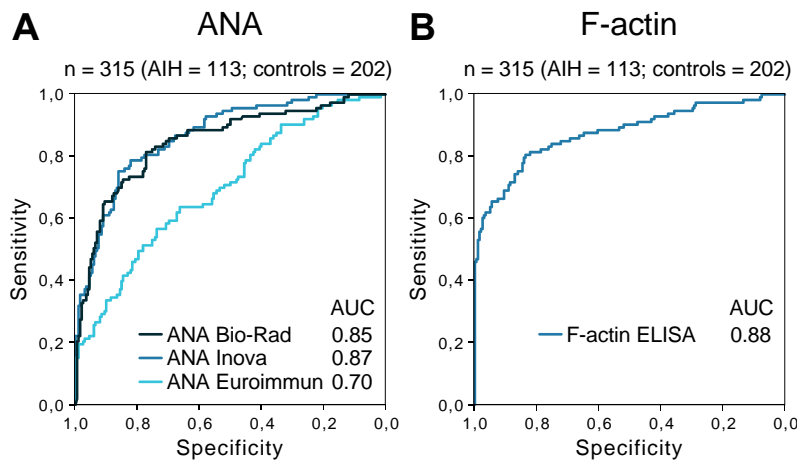 A
ANA
n = 315 (AIH = 113; controls = 202)
Sensitivity
1,0
0,8
0,6
0,4
0,2
0,0
AUC
ANA Bio-Rad 0.85
ANA Inova 0.87
ANA Euroimmun 0.70
1,0 0,8 0,6 0,4 0,2 0,0
Specificity
B
F-actin
n = 315 (AIH = 113; controls = 202)
Sensitivity
1,0
0,8
0,6
0,4
0,2
0,0
AUC
F-actin ELISA 0.88
1,0 0,8 0,6 0,4 0,2 0,0
Specificity